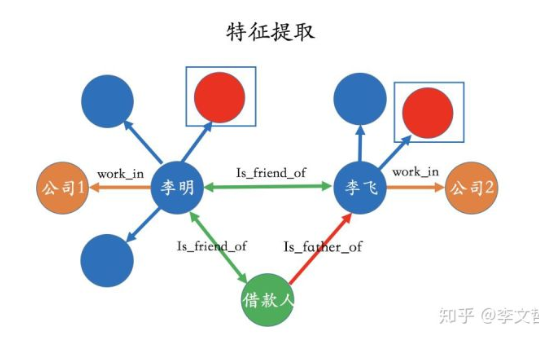 特征提取
work_in
Is_friend_of
work_in
公司1
李明
李飞
公司2
Is_friend_of
Is_father_of
借款人
知乎 @李文哲